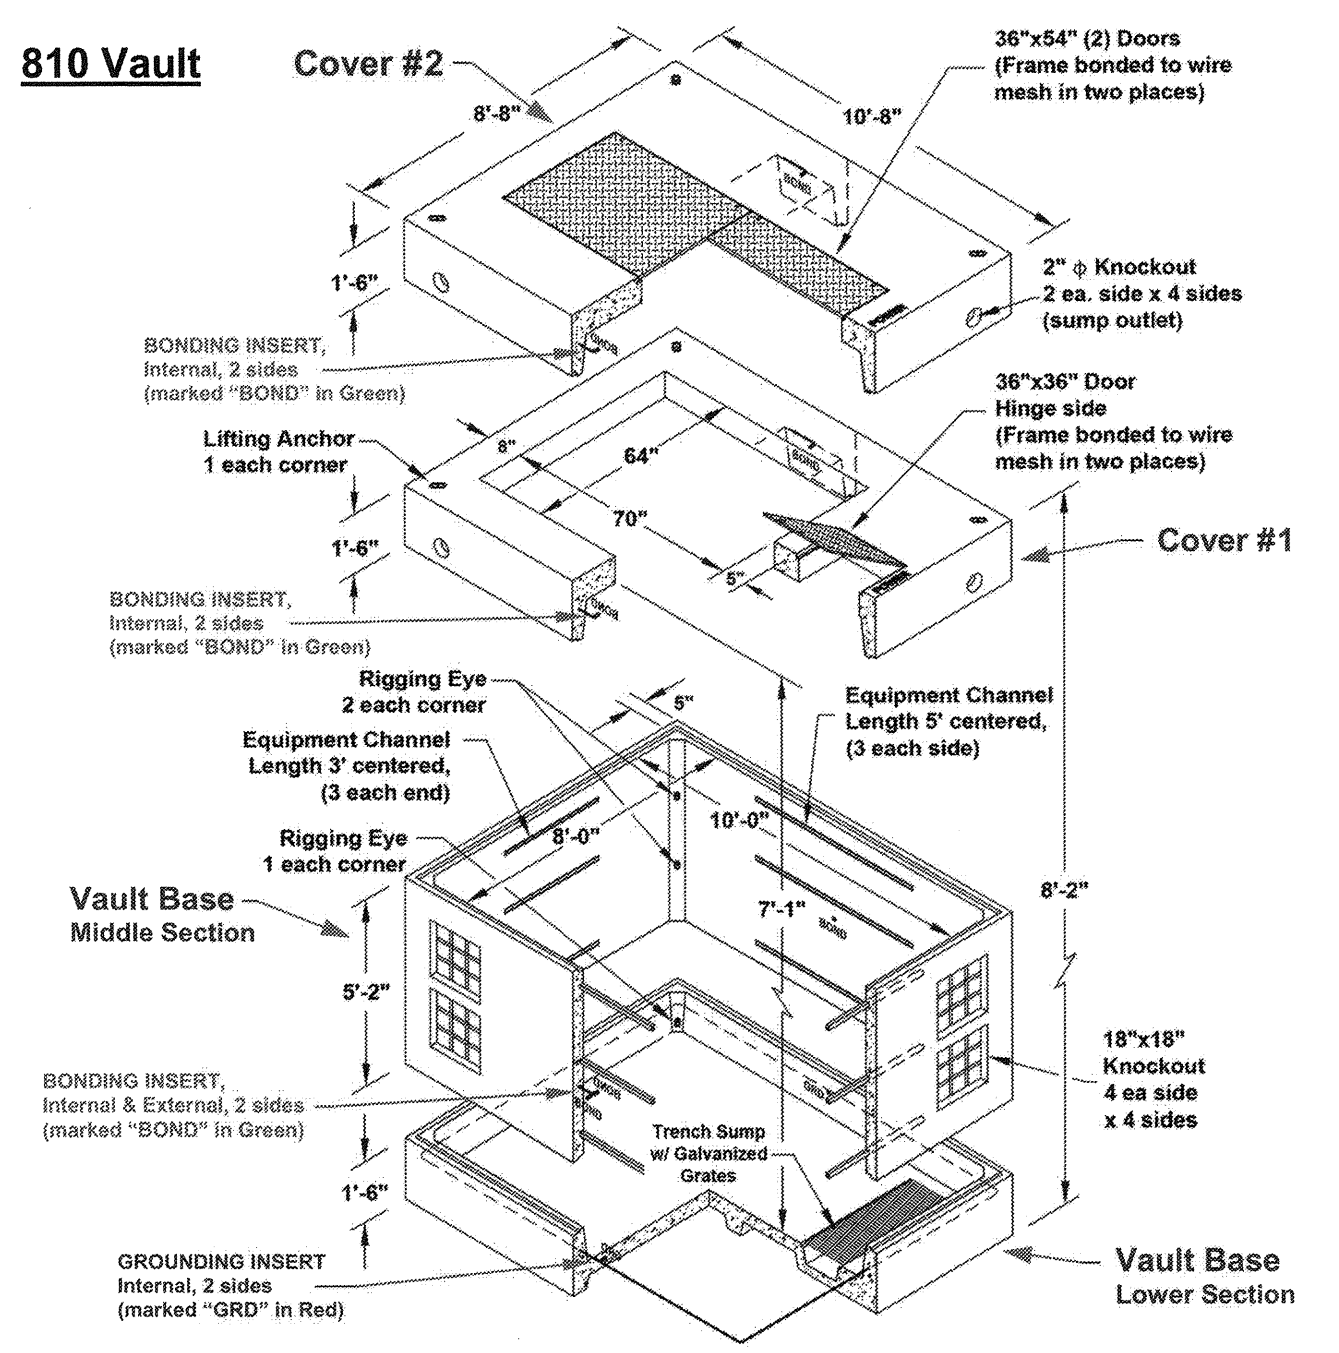 810 Vault
Cover #2
8'-8"
10'-8"
36"x54" (2) Doors
(Frame bonded to wire
mesh in two places)
BOND
1'-6"
2" ϕ Knockout
2 ea. side x 4 sides
(sump outlet)
BONDING INSERT,
Internal, 2 sides
(marked “BOND” in Green)
BOND
36"x36" Door
Hinge side
(Frame bonded to wire
mesh in two places)
Lifting Anchor
1 each corner
8"
64"
BOND
70"
1'-6"
5"
Cover #1
BONDING INSERT,
Internal, 2 sides
(marked “BOND” in Green)
BOND
Rigging Eye
2 each corner
5"
Equipment Channel
Length 5' centered,
(3 each side)
Equipment Channel
Length 3' centered,
(3 each end)
8'-0"
10'-0"
Rigging Eye
1 each corner
8'-2"
Vault Base
Middle Section
7'-1"
BOND
5'-2"
18"x18"
Knockout
4 ea side
x 4 sides
BONDING INSERT,
Internal & External, 2 sides
(marked “BOND” in Green)
BOND
BOND
GRD
Trench Sump
w/ Galvanized
Grates
1'-6"
GROUNDING INSERT
Internal, 2 sides
(marked “GRD” in Red)
Vault Base
Lower Section